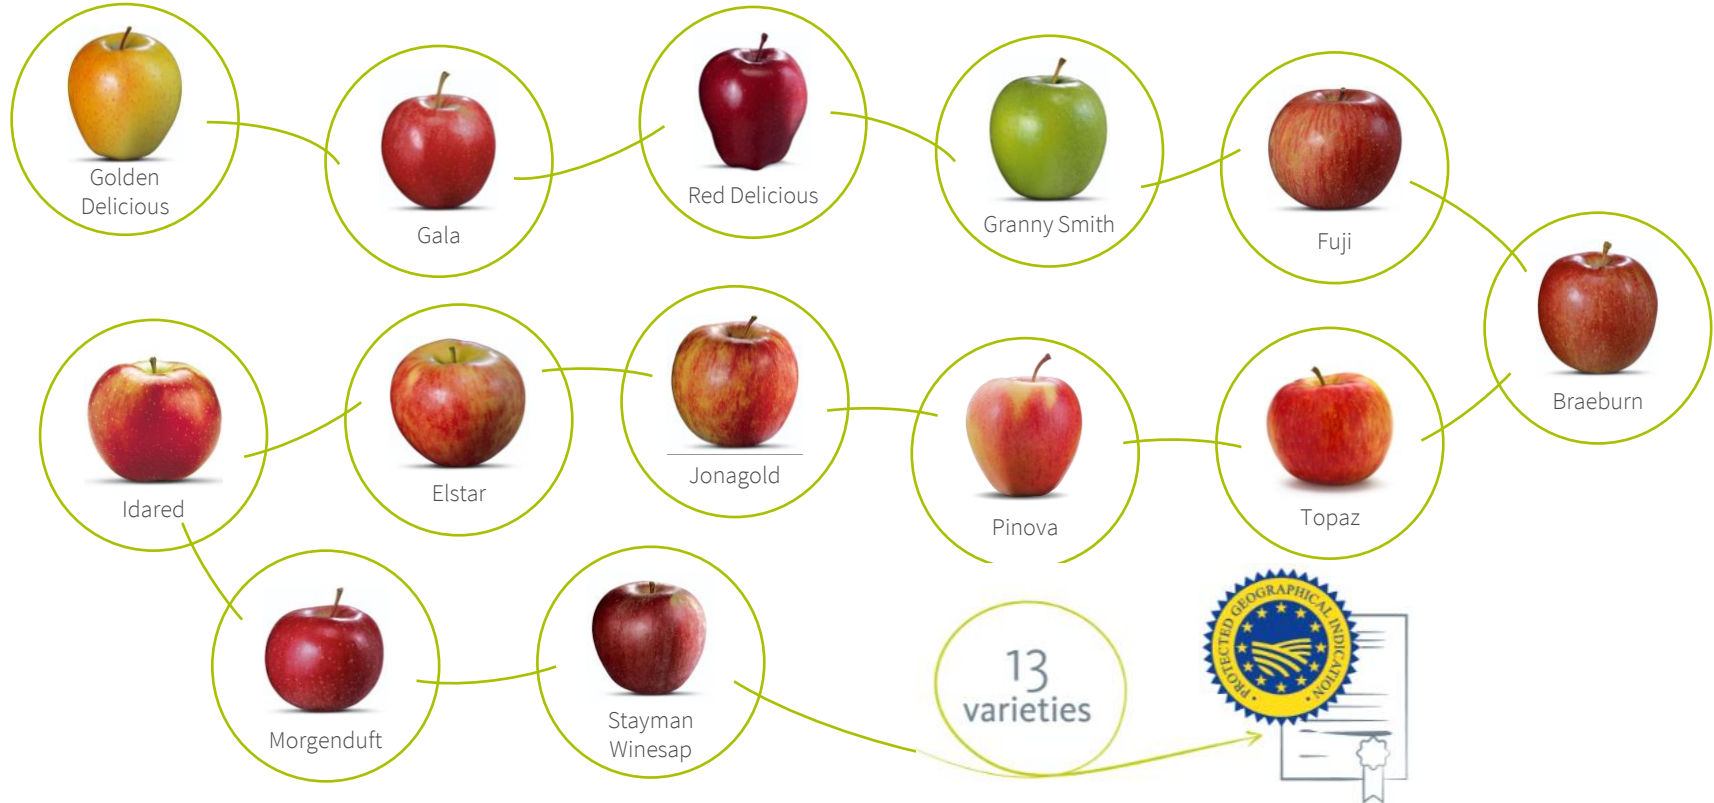 Golden
Delicious
Gala
Red Delicious
Granny Smith
Fuji
Braeburn
Topaz
Pinova
Jonagold
Elstar
Idared
Morgenduft
Stayman
Winesap
13
varieties
PROTECTED GEOGRAPHICAL INDICATION